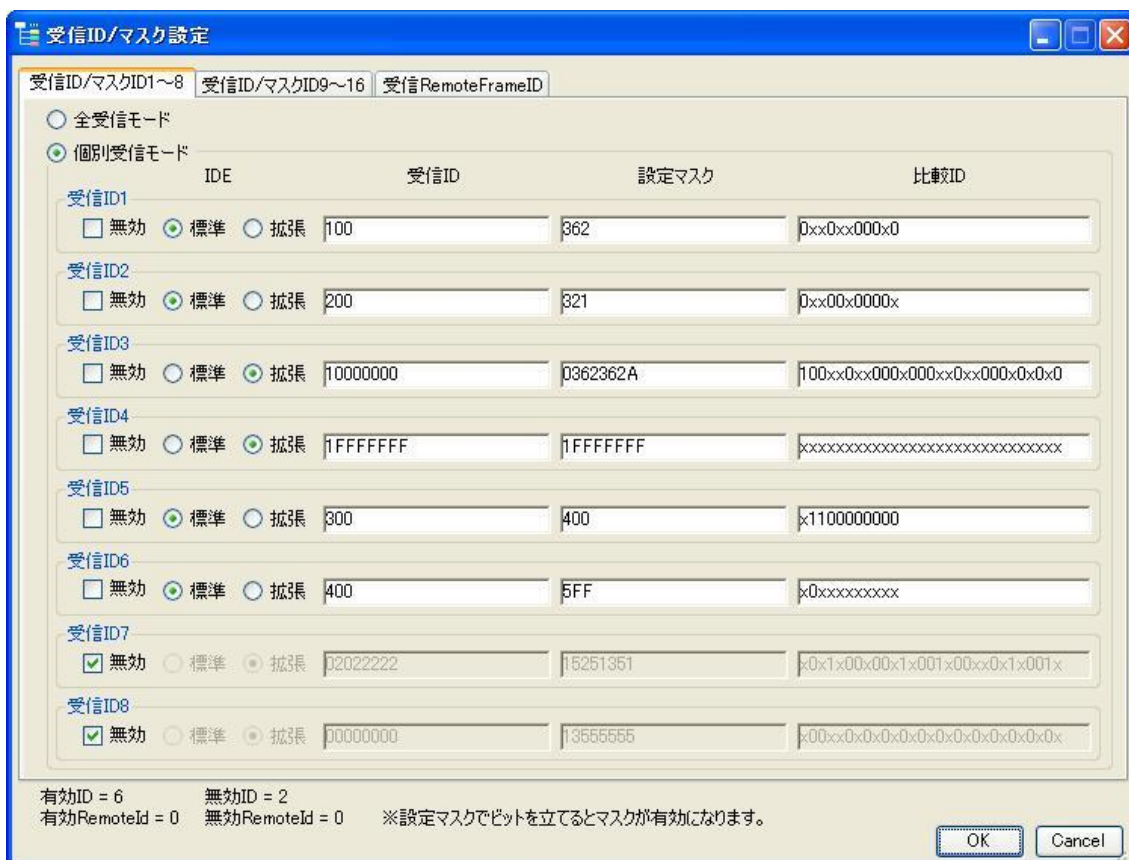 受信ID/マスク設定
受信ID/マスクID1～8 受信ID/マスクID9～16 受信RemoteFrameID
全受信モード
個別受信モード
IDE 受信ID 設定マスク 比較ID
受信ID1
無効 標準 拡張 100 362 0xx0xx000x0
受信ID2
無効 標準 拡張 200 321 0xx00x0000x
受信ID3
無効 標準 拡張 10000000 0362362A 100xx0xx000x000xx0xx000x0x0x0
受信ID4
無効 標準 拡張 1FFFFFFF 1FFFFFFF xxxxxxxxxxxxxxxxxxxxxxxxxxxxx
受信ID5
無効 標準 拡張 300 400 x1100000000
受信ID6
無効 標準 拡張 400 5FF x0xxxxxxxxx
受信ID7
無効 標準 拡張 02022222 15251351 x0x1x00x00x1x001x00xx0x1x001x
受信ID8
無効 標準 拡張 00000000 13555555 x00xx0x0x0x0x0x0x0x0x0x0x0x0x
有効ID = 6 無効ID = 2
有効RemoteId = 0 無効RemoteId = 0 ※設定マスクでビットを立てるとマスクが有効になります。
OK Cancel